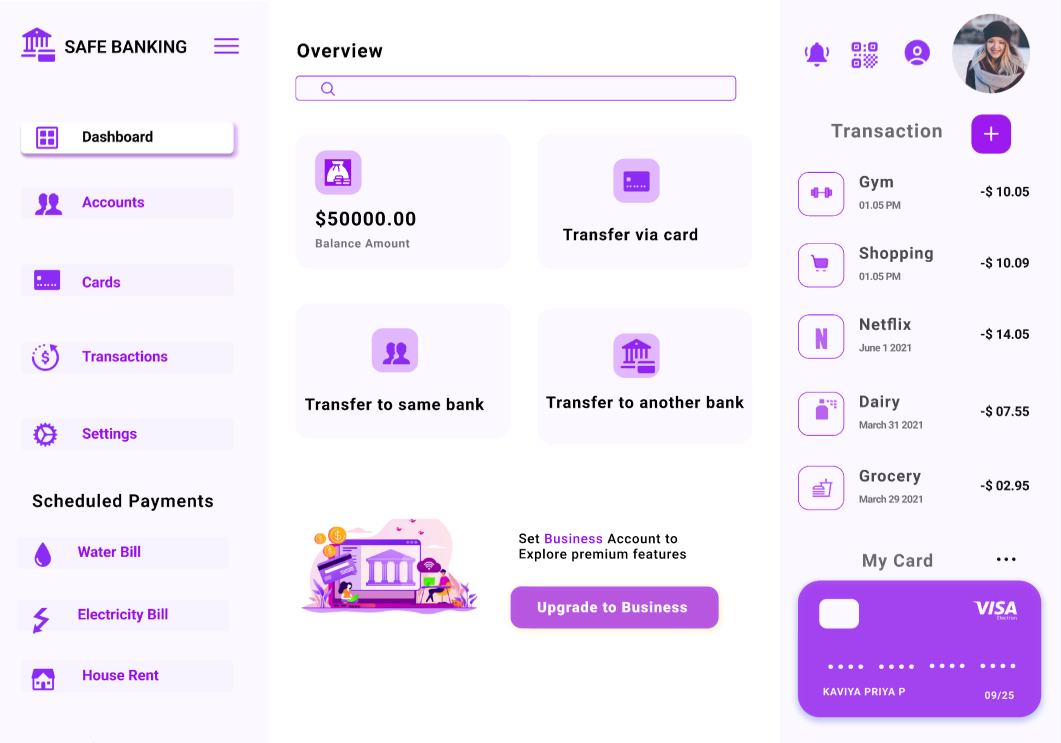 SAFE BANKING
Dashboard
Accounts
Cards
Transactions
Settings
Scheduled Payments
Water Bill
Electricity Bill
House Rent
Overview
$50000.00
Balance Amount
Transfer via card
Transfer to same bank
Transfer to another bank
Set Business Account to
Explore premium features
Upgrade to Business
Transaction
+
Gym
01.05 PM
-$ 10.05
Shopping
01.05 PM
-$ 10.09
N
Netflix
June 1 2021
-$ 14.05
Dairy
March 31 2021
-$ 07.55
Grocery
March 29 2021
-$ 02.95
My Card
VISA
Electron
KAVIYA PRIYA P
09/25